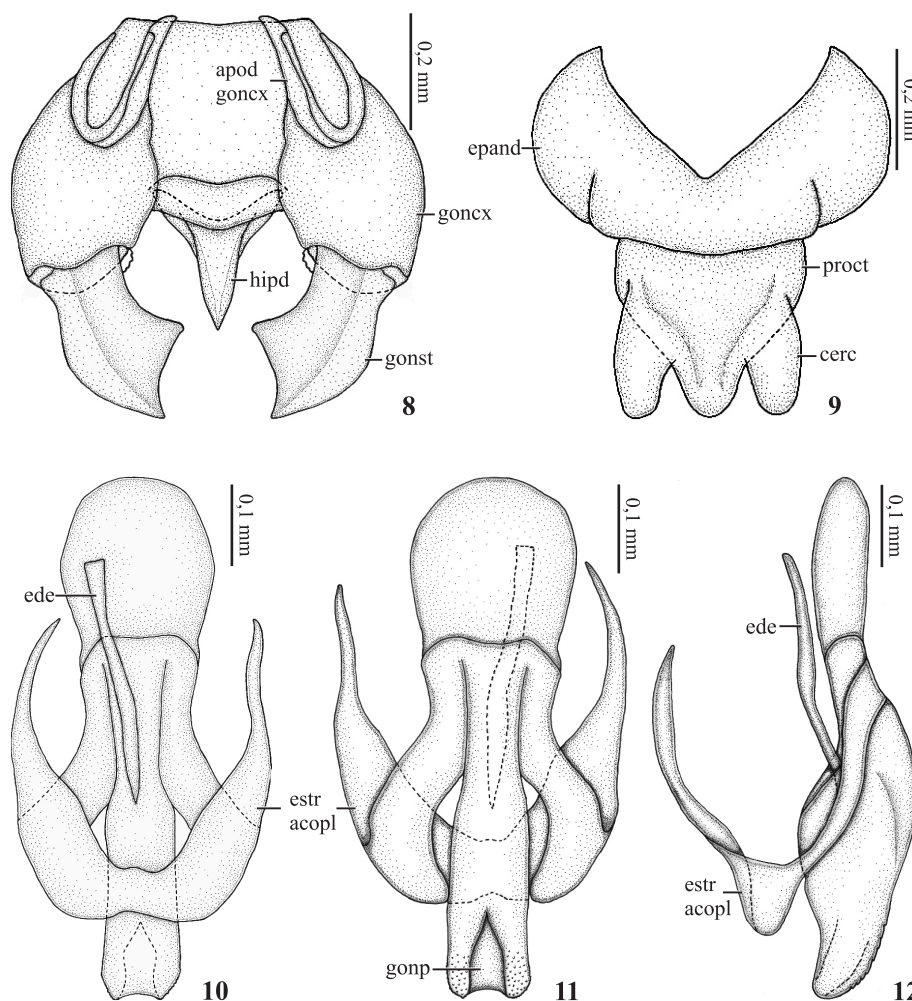 apod
goncx
0,2 mm
goncx
hipd
gonst
8
epand
0,2 mm
proct
cerc
9
ede
0,1 mm
estr
acopl
10
0,1 mm
gonp
11
ede
0,1 mm
estr
acopl
12